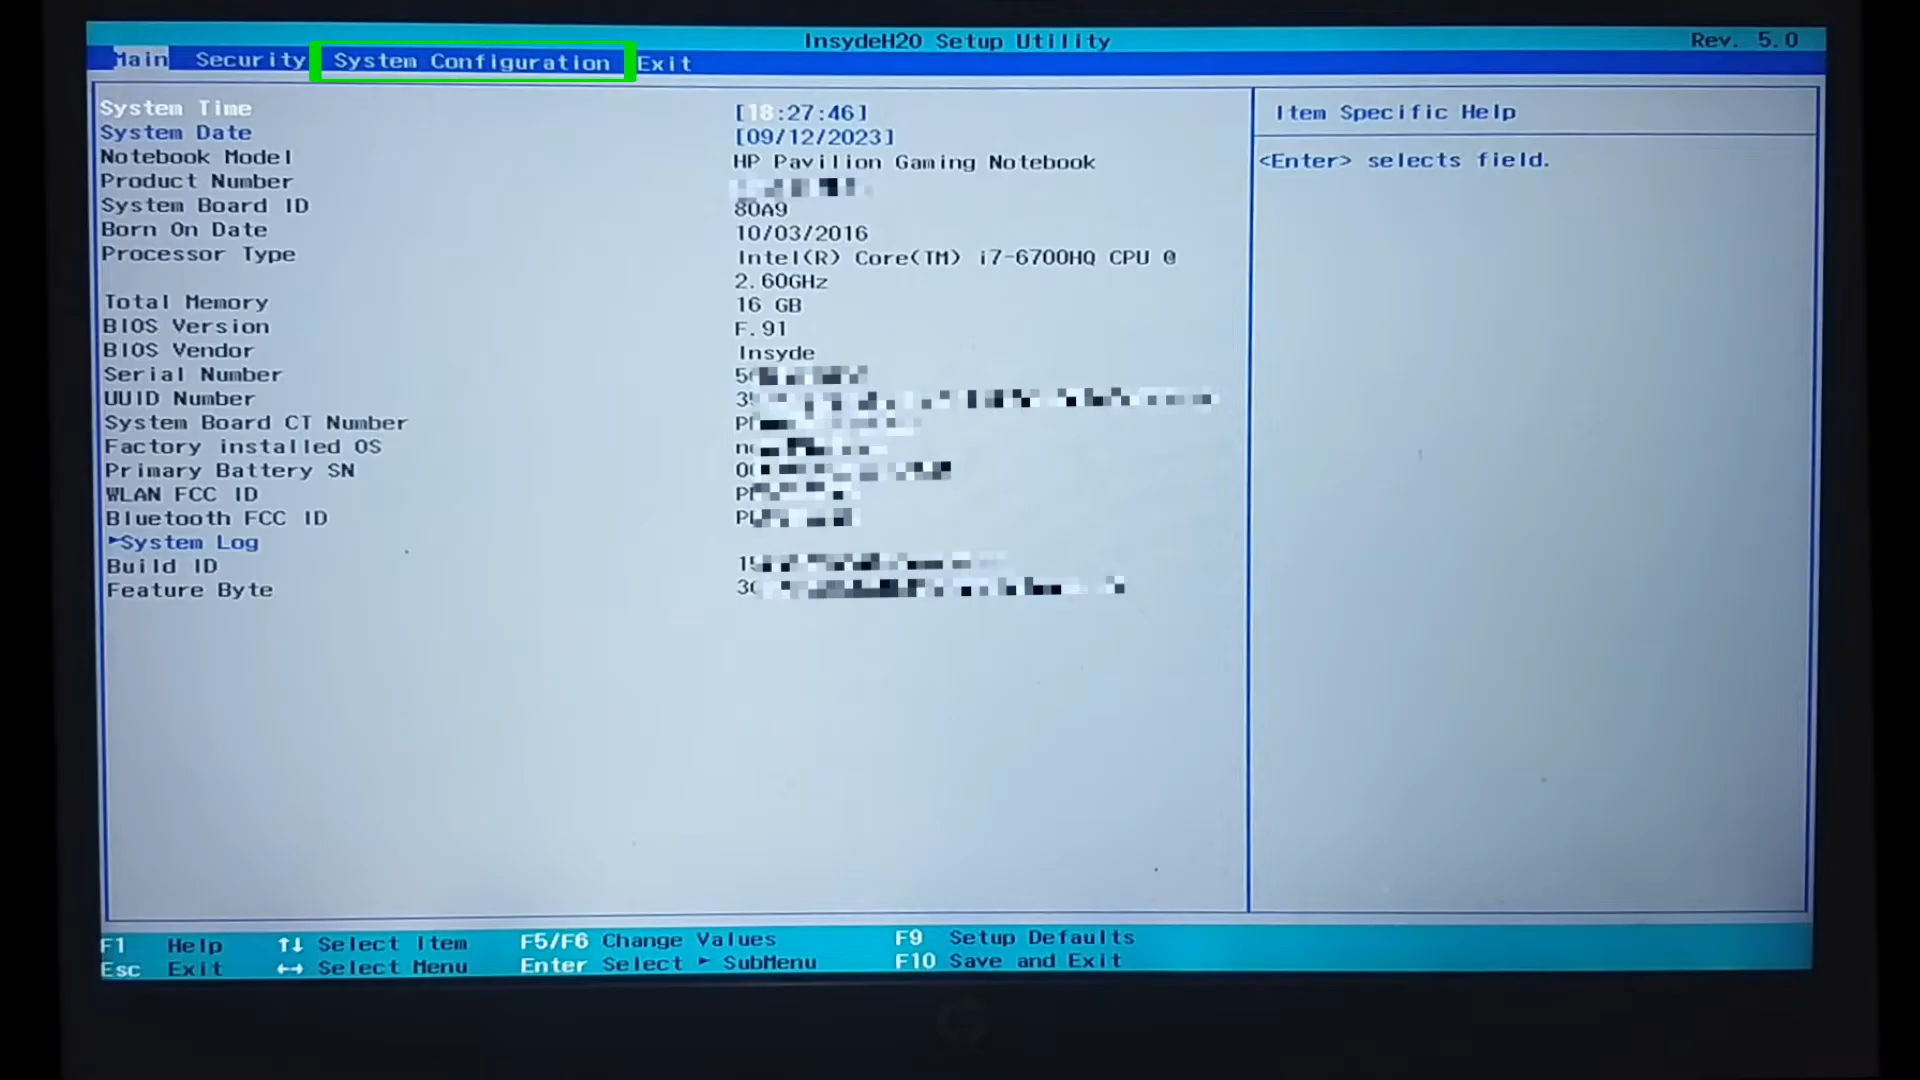 InsydeH20 Setup Utility Rev. 5.0
Main Security System Configuration Exit
System Time [18:27:46]
System Date [09/12/2023]
Notebook Model HP Pavilion Gaming Notebook
Product Number
System Board ID 80A9
Born On Date 10/03/2016
Processor Type Intel(R) Core(TM) i7-6700HQ CPU @
2.60GHz
Total Memory 16 GB
BIOS Version F.91
BIOS Vendor Insyde
Serial Number
UUID Number
System Board CT Number
Factory installed OS
Primary Battery SN
WLAN FCC ID
Bluetooth FCC ID
►System Log
Build ID
Feature Byte
Item Specific Help
<Enter> selects field.
F1 Help ↑↓ Select Item F5/F6 Change Values F9 Setup Defaults
Esc Exit ←→ Select Menu Enter Select ► SubMenu F10 Save and Exit